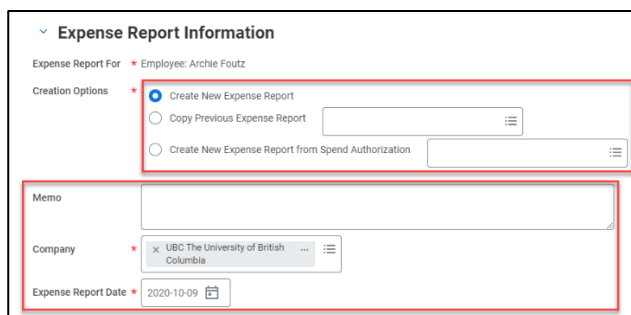 Expense Report Information
Expense Report For * Employee: Archie Foutz
Creation Options * Create New Expense Report
Copy Previous Expense Report
Create New Expense Report from Spend Authorization
Memo
Company * × UBC The University of British Columbia ...
Expense Report Date * 2020-10-09